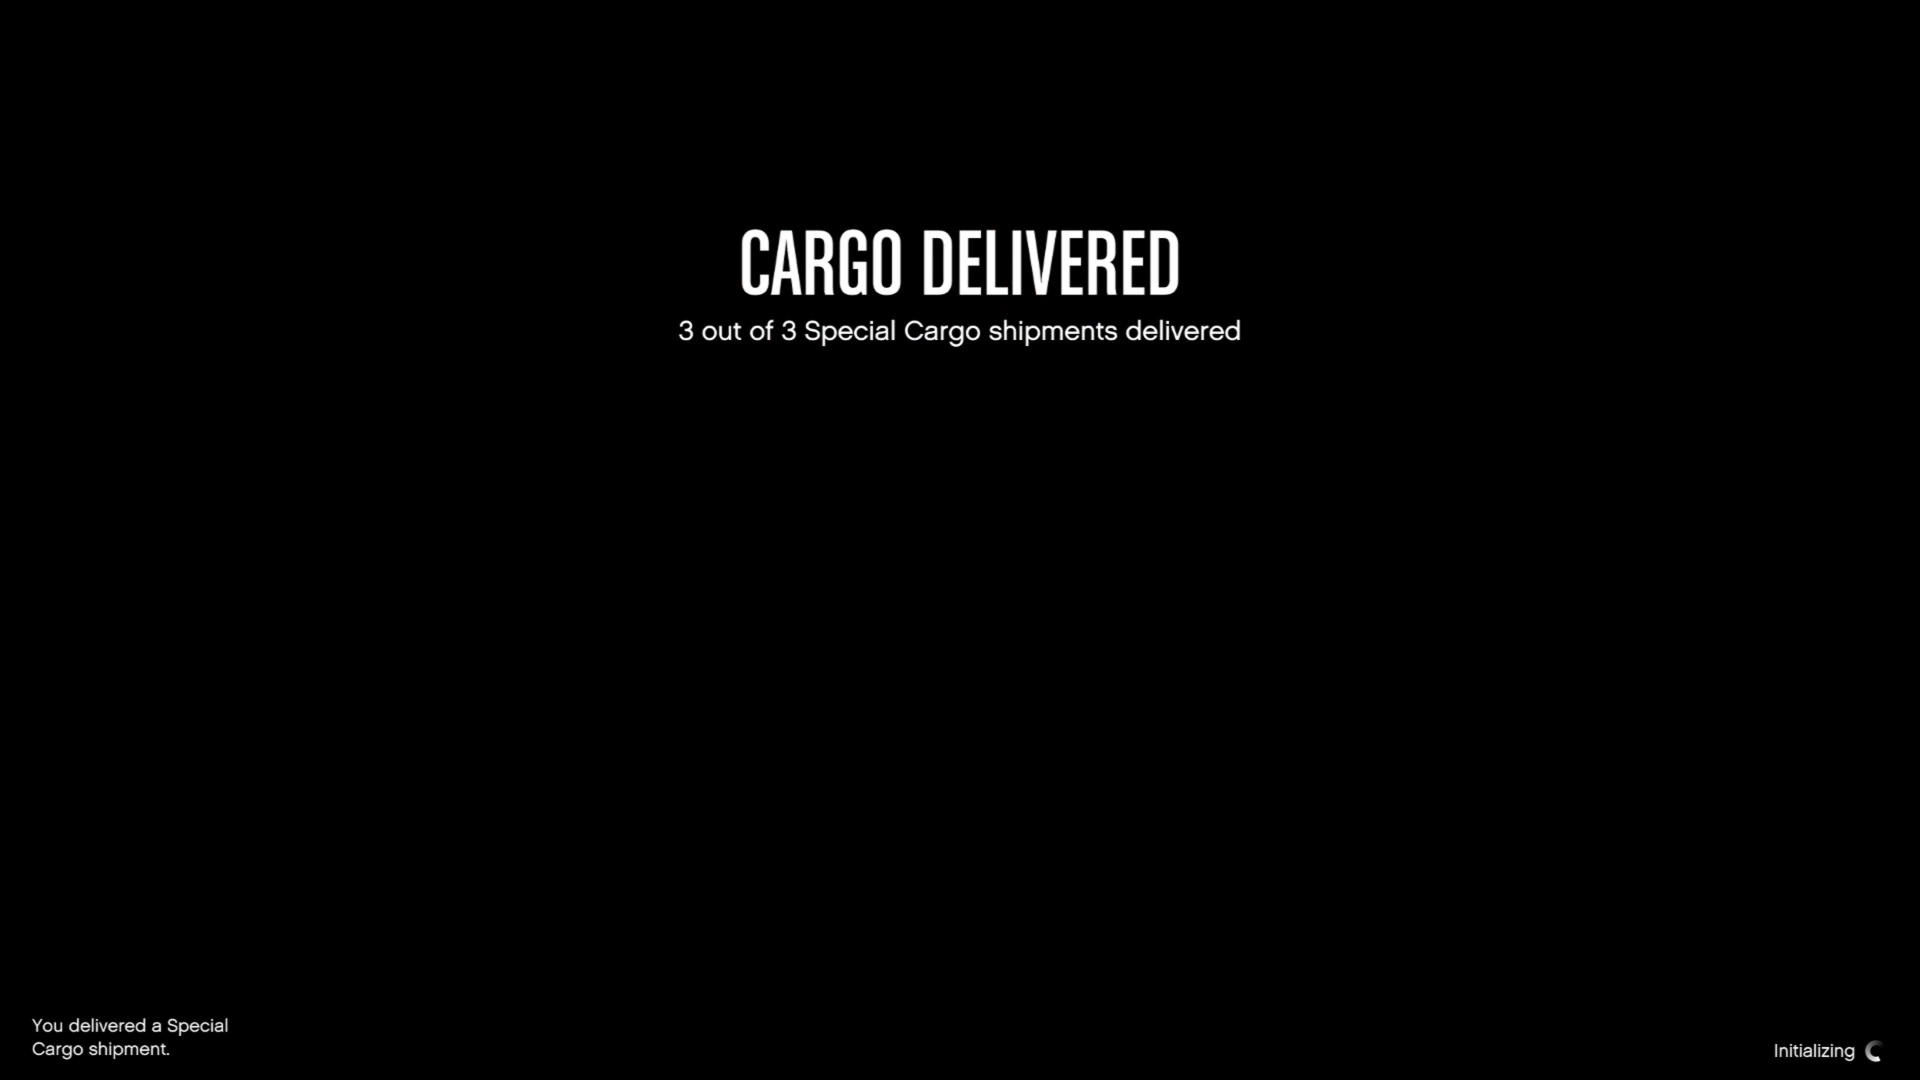 CARGO DELIVERED
3 out of 3 Special Cargo shipments delivered
You delivered a Special
Cargo shipment.
Initializing